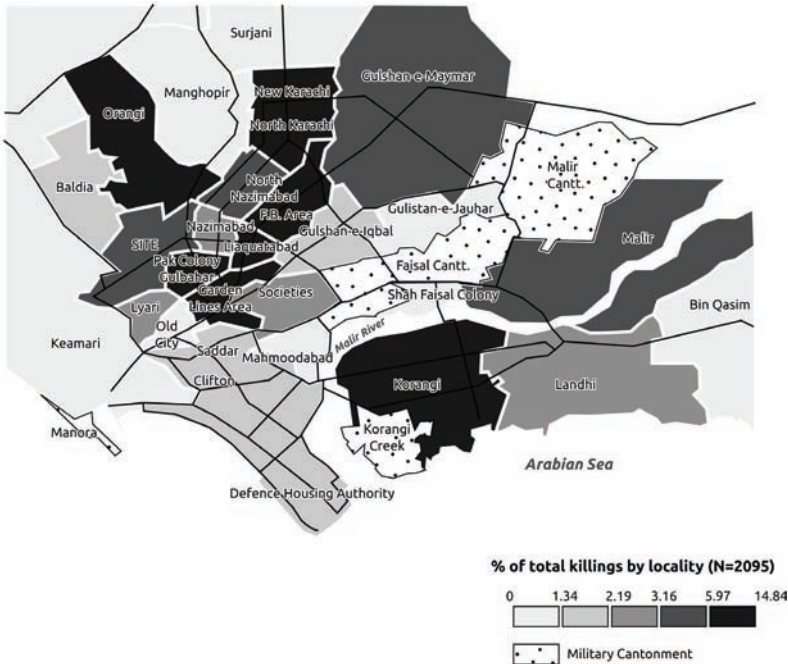 Surjani
Gulshan-e-Maymar
Manghopir
New Karachi
Orangi
North Karachi
Malir
Cantt.
North
Nazimabad
Baldia
F.B. Area
Gulistan-e-Jauhar
Nazimabad
Gulshan-e-Iqbal
SITE
Liaquatabad
Malir
Pak Colony
Faisal Cantt.
Gulbahar
Garden
Societies
Shah Faisal Colony
Lyari
Lines Area
Bin Qasim
Old
City
Malir River
Keamari
Saddar
Mahmoodabad
Clifton
Korangi
Landhi
Manora
Korangi
Creek
Arabian Sea
Defence Housing Authority
% of total killings by locality (N=2095)
0 1.34 2.19 3.16 5.97 14.84
Military Cantonment